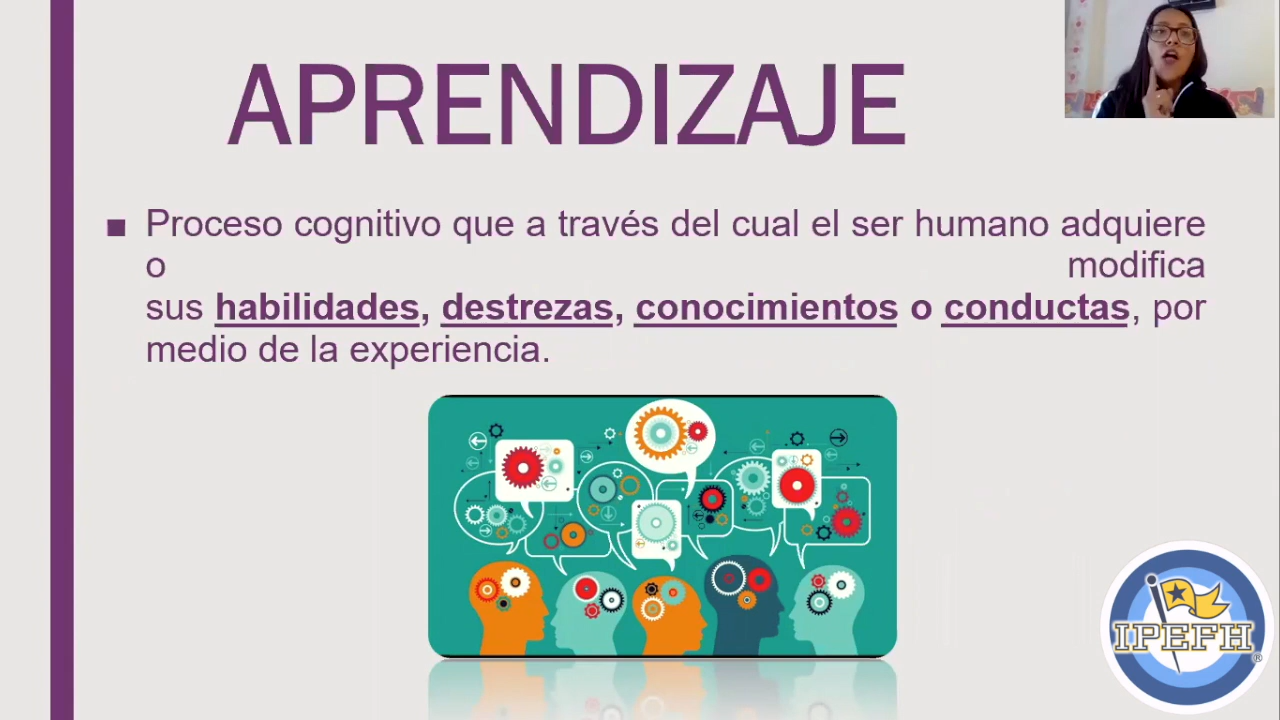 APRENDIZAJE
■ Proceso cognitivo que a través del cual el ser humano adquiere
o modifica
sus habilidades, destrezas, conocimientos o conductas, por
medio de la experiencia.
IPEFH
®